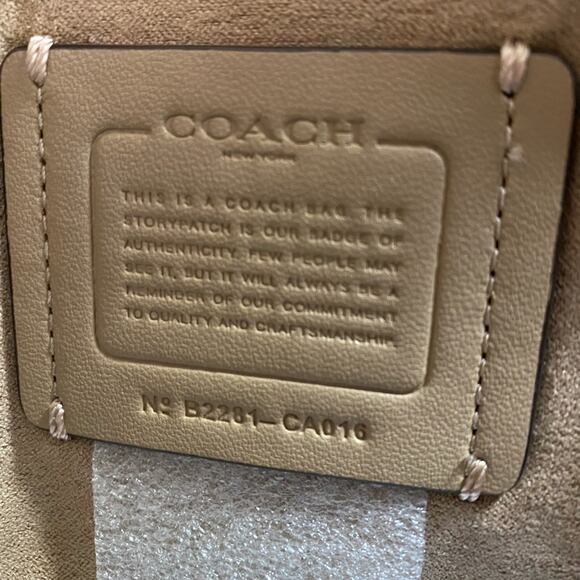 COACH
NEW YORK
THIS IS A COACH BAG. THE
STORYPATCH IS OUR BADGE OF
AUTHENTICITY. FEW PEOPLE MAY
SEE IT, BUT IT WILL ALWAYS BE A
REMINDER OF OUR COMMITMENT
TO QUALITY AND CRAFTSMANSHIP.
Nº B2281-CA016